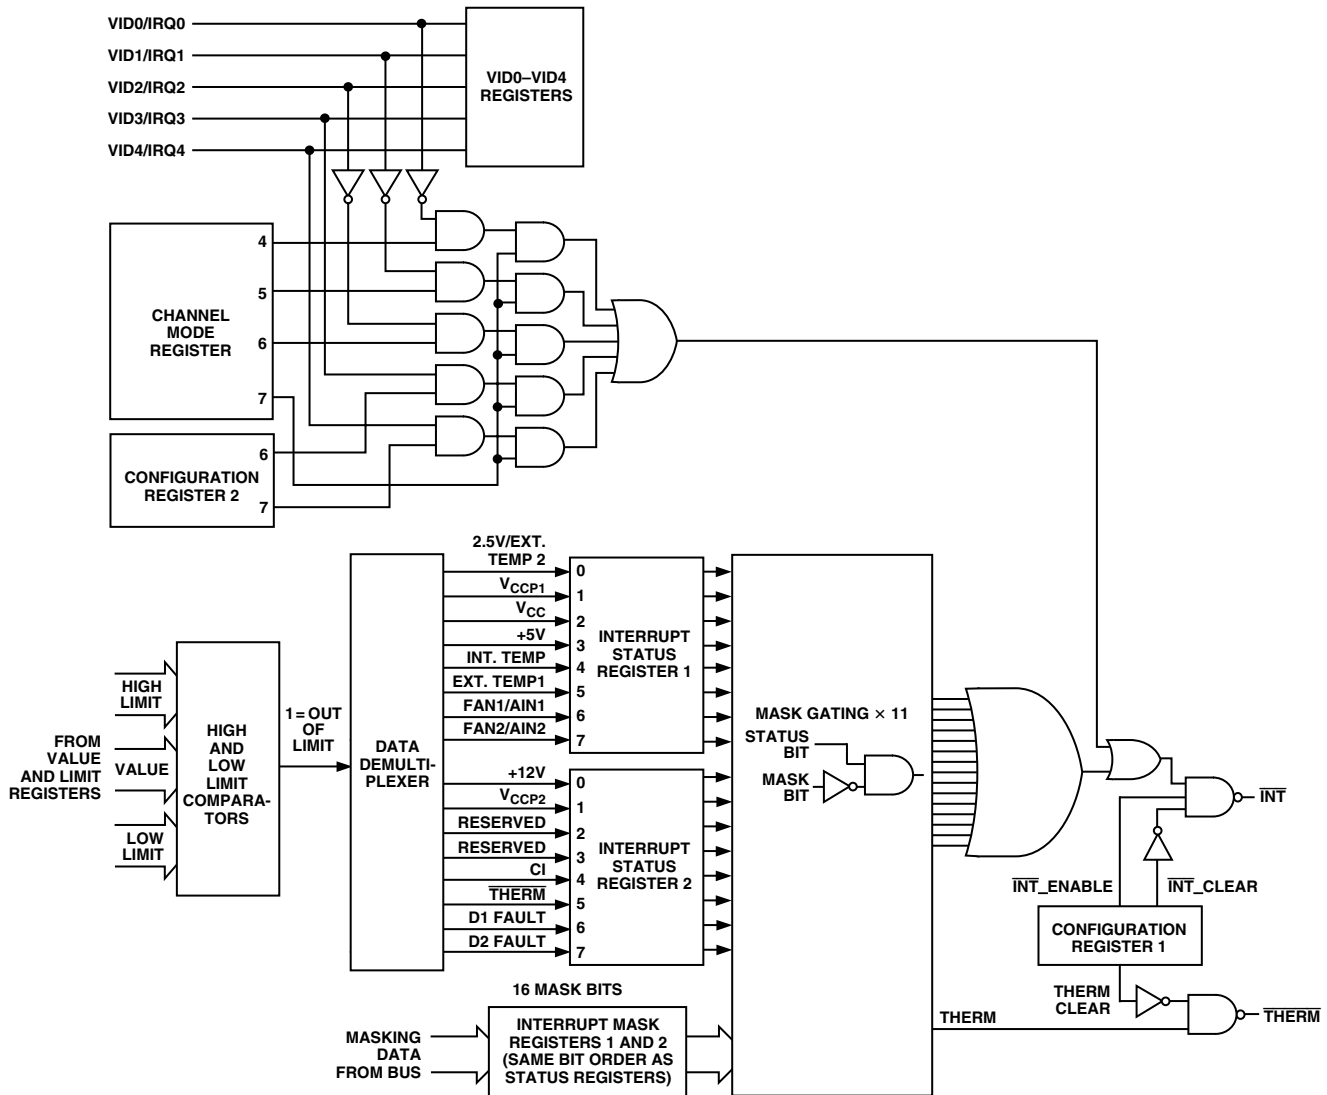 VID0/IRQ0
VID1/IRQ1
VID2/IRQ2
VID3/IRQ3
VID4/IRQ4
VID0–VID4
REGISTERS
CHANNEL
MODE
REGISTER
4
5
6
7
CONFIGURATION
REGISTER 2
6
7
FROM
VALUE
AND LIMIT
REGISTERS
HIGH
LIMIT
VALUE
LOW
LIMIT
HIGH
AND
LOW
LIMIT
COMPARA-
TORS
1 = OUT
OF
LIMIT
DATA
DEMULTI-
PLEXER
2.5V/EXT.
TEMP 2
VCCP1
VCC
+5V
INT. TEMP
EXT. TEMP1
FAN1/AIN1
FAN2/AIN2
0
1
2
3
4
5
6
7
INTERRUPT
STATUS
REGISTER 1
+12V
VCCP2
RESERVED
RESERVED
CI
T̅H̅E̅R̅M̅
D1 FAULT
D2 FAULT
0
1
2
3
4
5
6
7
INTERRUPT
STATUS
REGISTER 2
16 MASK BITS
MASKING
DATA
FROM BUS
INTERRUPT MASK
REGISTERS 1 AND 2
(SAME BIT ORDER AS
STATUS REGISTERS)
MASK GATING × 11
STATUS
BIT
MASK
BIT
I̅N̅T̅
I̅N̅T̅_ENABLE
I̅N̅T̅_CLEAR
CONFIGURATION
REGISTER 1
THERM
CLEAR
THERM
T̅H̅E̅R̅M̅